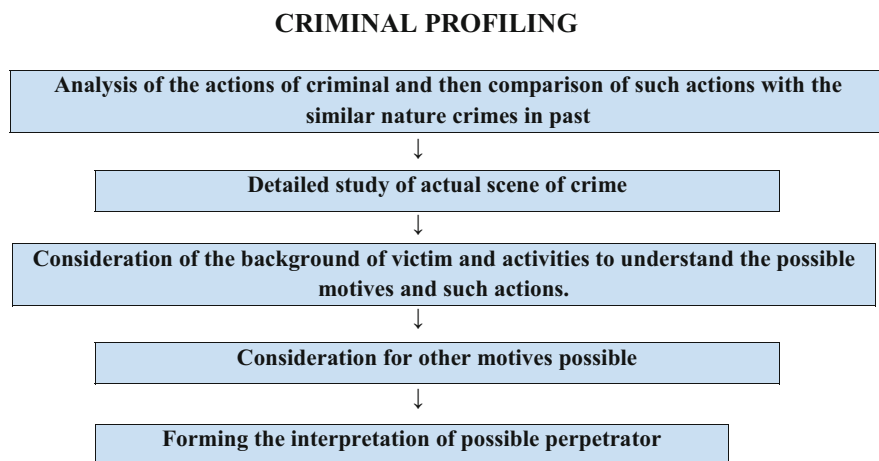 CRIMINAL PROFILING
Analysis of the actions of criminal and then comparison of such actions with the
similar nature crimes in past
↓
Detailed study of actual scene of crime
↓
Consideration of the background of victim and activities to understand the possible
motives and such actions.
↓
Consideration for other motives possible
↓
Forming the interpretation of possible perpetrator